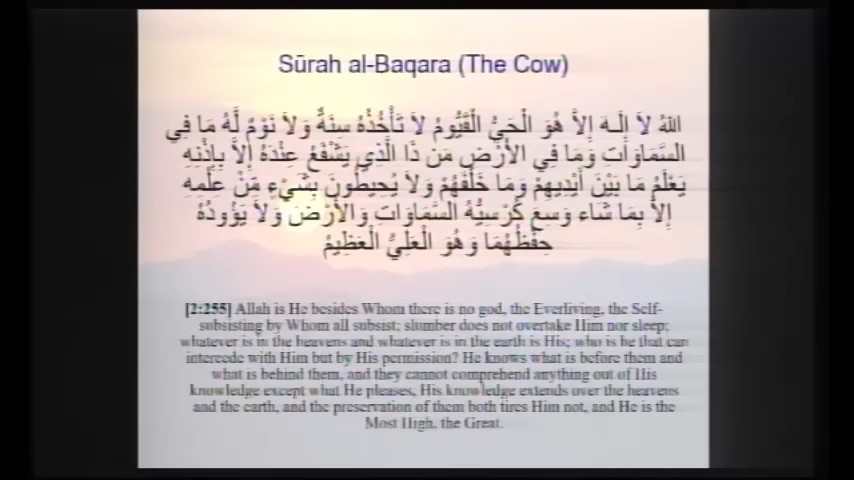 Sūrah al-Baqara (The Cow)
اللّهُ لاَ إِلَـهَ إِلاَّ هُوَ الْحَيُّ الْقَيُّومُ لاَ تَأْخُذُهُ سِنَةٌ وَلاَ نَوْمٌ لَّهُ مَا فِي
السَّمَاوَاتِ وَمَا فِي الأَرْضِ مَن ذَا الَّذِي يَشْفَعُ عِنْدَهُ إِلاَّ بِإِذْنِهِ
يَعْلَمُ مَا بَيْنَ أَيْدِيهِمْ وَمَا خَلْفَهُمْ وَلاَ يُحِيطُونَ بِشَيْءٍ مِّنْ عِلْمِهِ
إِلاَّ بِمَا شَاء وَسِعَ كُرْسِيُّهُ السَّمَاوَاتِ وَالأَرْضَ وَلاَ يَؤُودُهُ
حِفْظُهُمَا وَهُوَ الْعَلِيُّ الْعَظِيمُ
[2:255] Allah is He besides Whom there is no god, the Everliving, the Self-
subsisting by Whom all subsist; slumber does not overtake Him nor sleep;
whatever is in the heavens and whatever is in the earth is His; who is he that can
intercede with Him but by His permission? He knows what is before them and
what is behind them, and they cannot comprehend anything out of His
knowledge except what He pleases, His knowledge extends over the heavens
and the earth, and the preservation of them both tires Him not, and He is the
Most High, the Great.